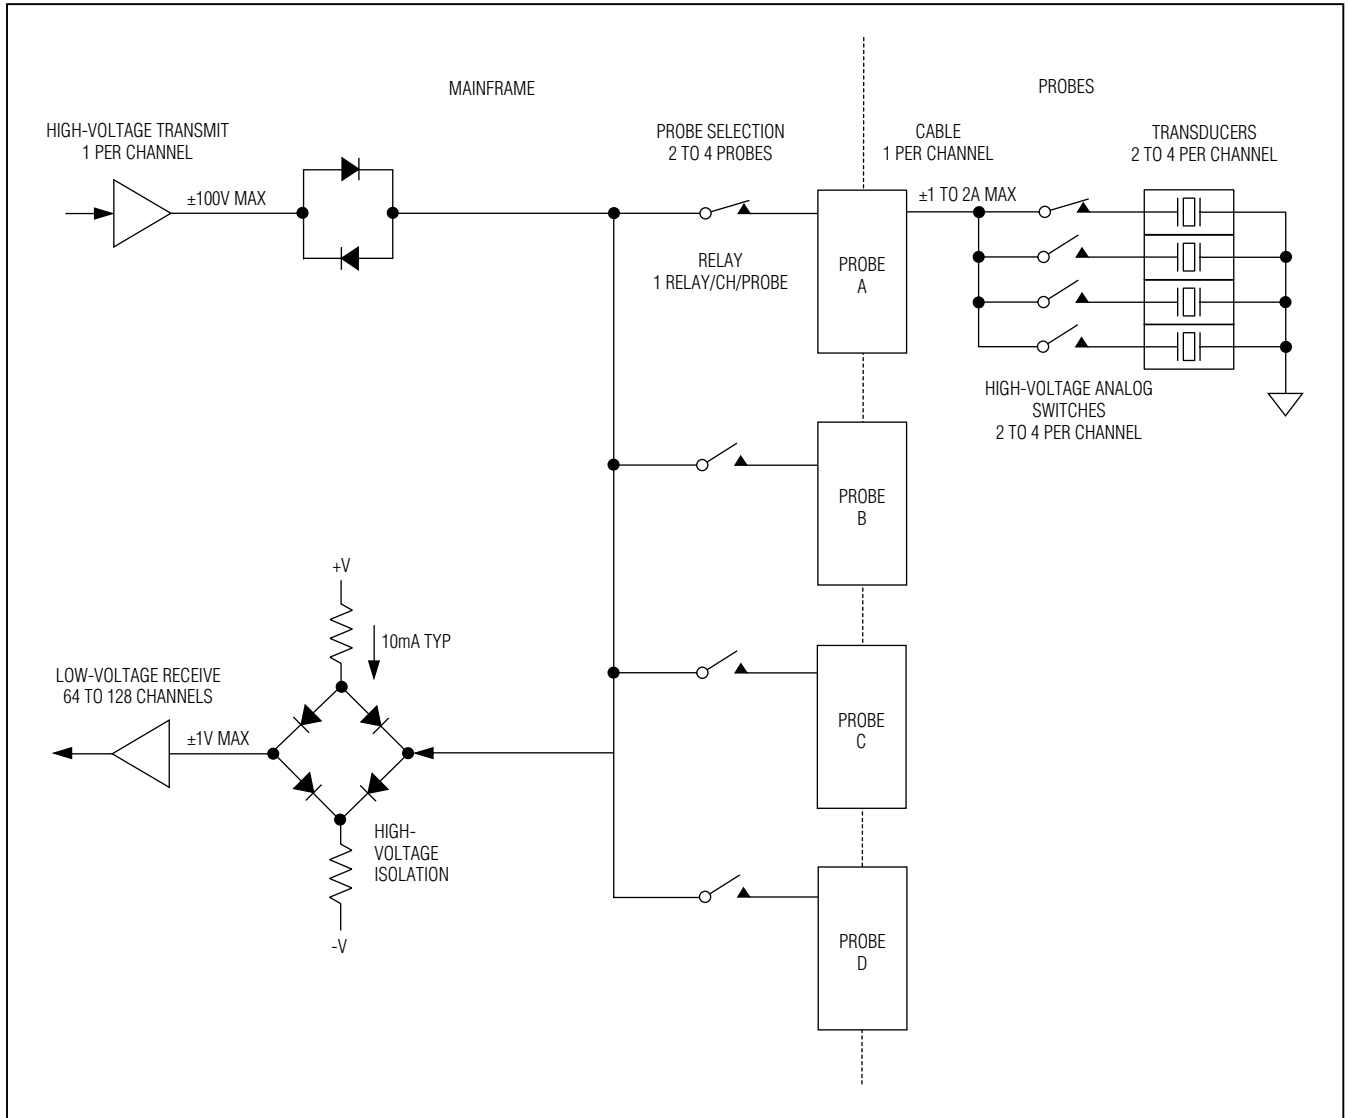 MAINFRAME
PROBES
HIGH-VOLTAGE TRANSMIT
1 PER CHANNEL
±100V MAX
PROBE SELECTION
2 TO 4 PROBES
RELAY
1 RELAY/CH/PROBE
CABLE
1 PER CHANNEL
±1 TO 2A MAX
TRANSDUCERS
2 TO 4 PER CHANNEL
PROBE
A
HIGH-VOLTAGE ANALOG
SWITCHES
2 TO 4 PER CHANNEL
PROBE
B
+V
10mA TYP
LOW-VOLTAGE RECEIVE
64 TO 128 CHANNELS
±1V MAX
HIGH-
VOLTAGE
ISOLATION
-V
PROBE
C
PROBE
D